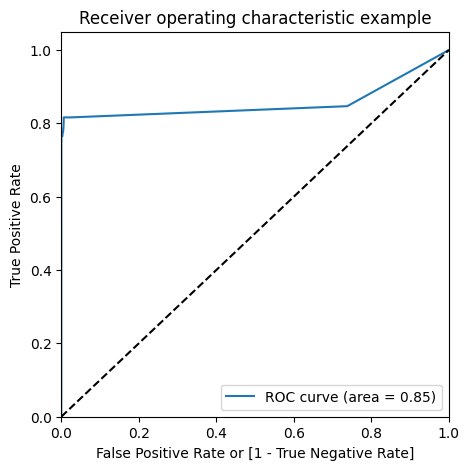 Receiver operating characteristic example
1.0
0.8
0.6
0.4
0.2
0.0
True Positive Rate
ROC curve (area = 0.85)
0.0 0.2 0.4 0.6 0.8 1.0
False Positive Rate or [1 - True Negative Rate]